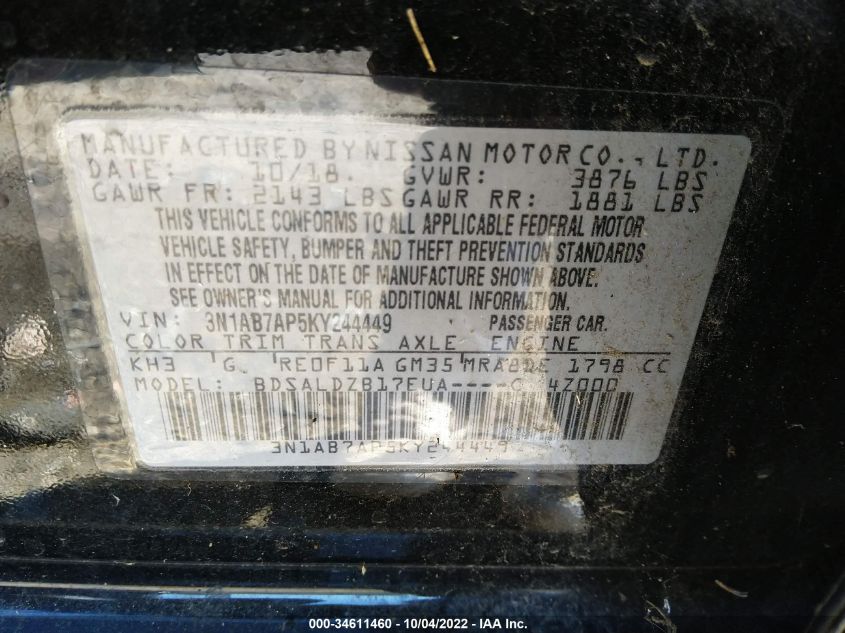 MANUFACTURED BY NISSAN MOTOR CO., LTD.
DATE: 10/18. GVWR: 3876 LBS
GAWR FR: 2143 LBS GAWR RR: 1881 LBS
THIS VEHICLE CONFORMS TO ALL APPLICABLE FEDERAL MOTOR
VEHICLE SAFETY, BUMPER AND THEFT PREVENTION STANDARDS
IN EFFECT ON THE DATE OF MANUFACTURE SHOWN ABOVE.
SEE OWNER'S MANUAL FOR ADDITIONAL INFORMATION.
VIN: 3N1AB7AP5KY244449 PASSENGER CAR.
COLOR TRIM TRANS AXLE ENGINE
KH3 G RE0F11A GM35 1798 CC
MODEL: BDSALDZB17EUA----C 4Z000
3N1AB7AP5KY244449
000-34611460 - 10/04/2022 - IAA Inc.